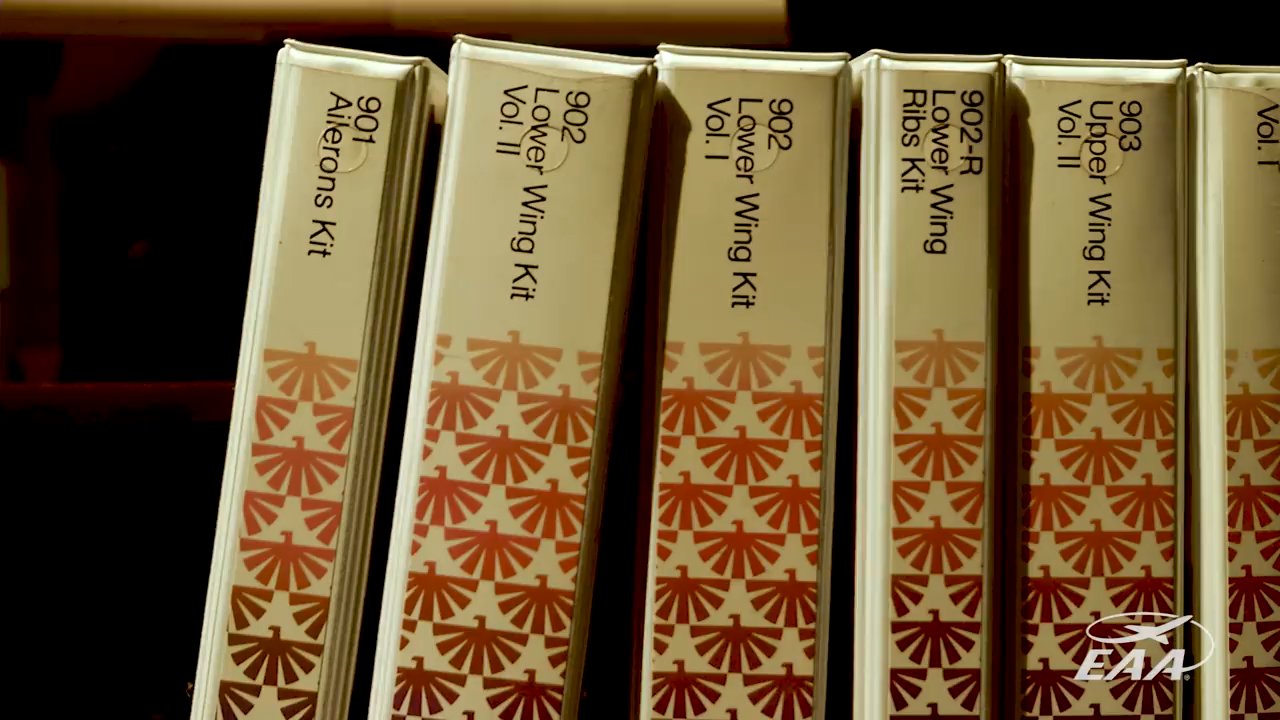 901
Ailerons Kit
902
Lower Wing Kit
Vol. II
902
Lower Wing Kit
Vol. I
902-R
Lower Wing
Ribs Kit
903
Upper Wing Kit
Vol. II
Vol. I
EAA